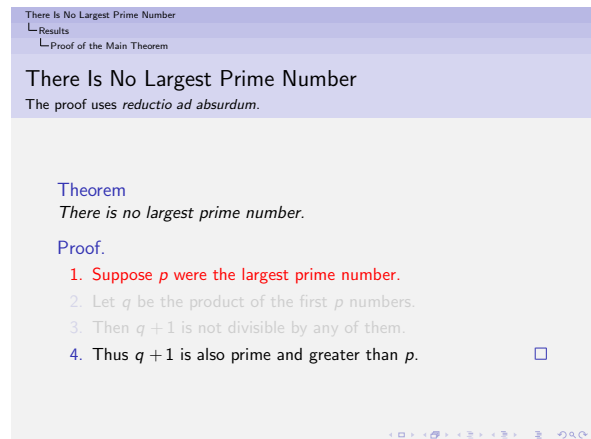 There Is No Largest Prime Number
Results
Proof of the Main Theorem
There Is No Largest Prime Number
The proof uses reductio ad absurdum.
Theorem
There is no largest prime number.
Proof.
1. Suppose p were the largest prime number.
2. Let q be the product of the first p numbers.
3. Then q + 1 is not divisible by any of them.
4. Thus q + 1 is also prime and greater than p.